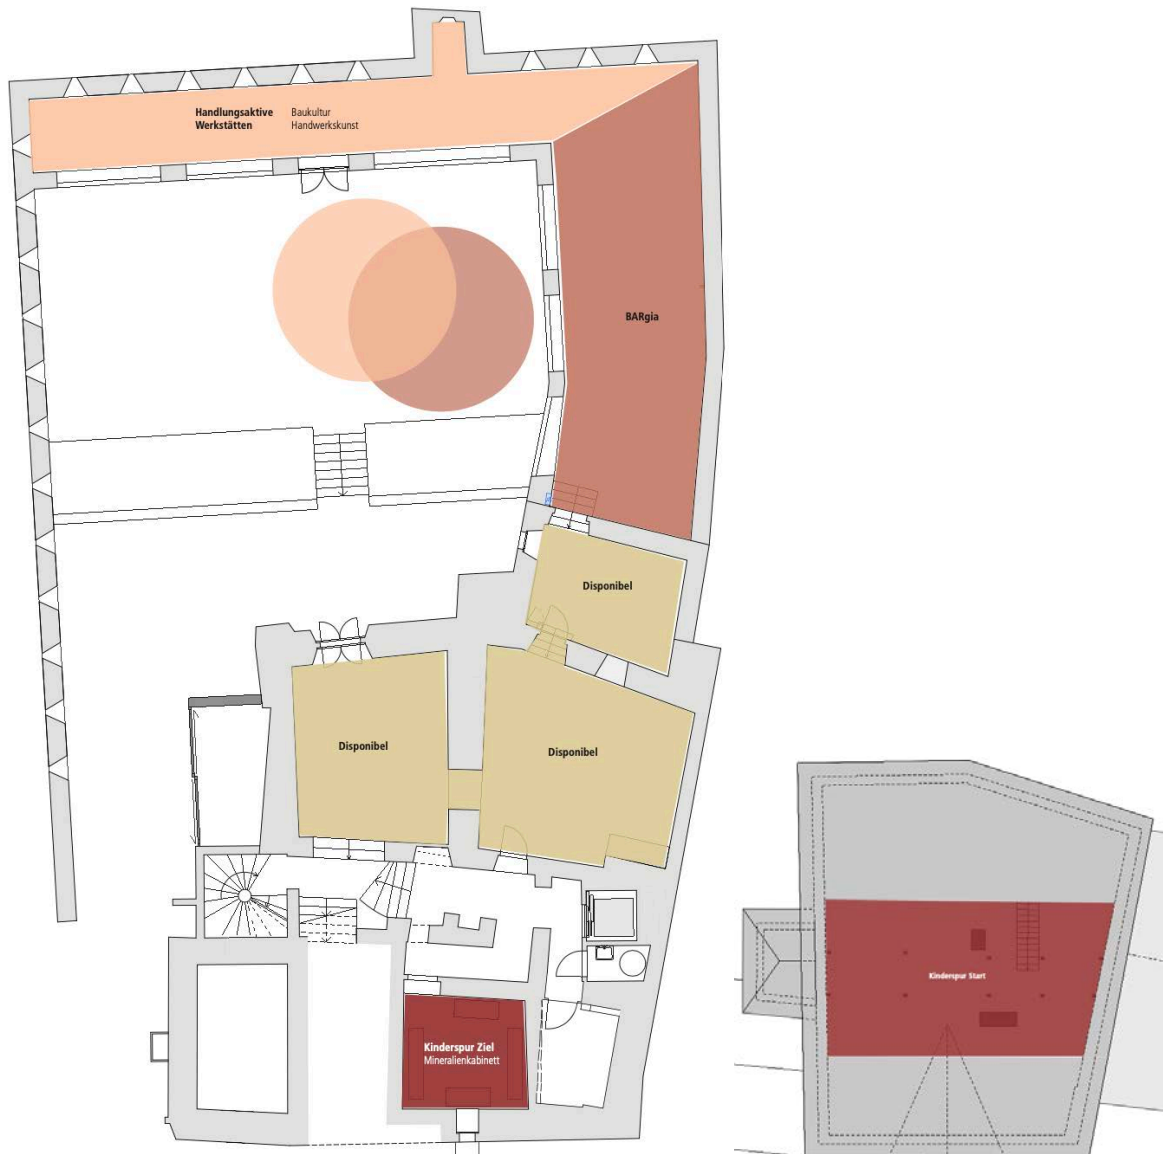 Handlungsaktive Baukultur
Werkstätten Handwerkskunst
BARgia
Disponibel
Disponibel
Disponibel
Kinderspur Start
Kinderspur Ziel
Mineralienkabinett